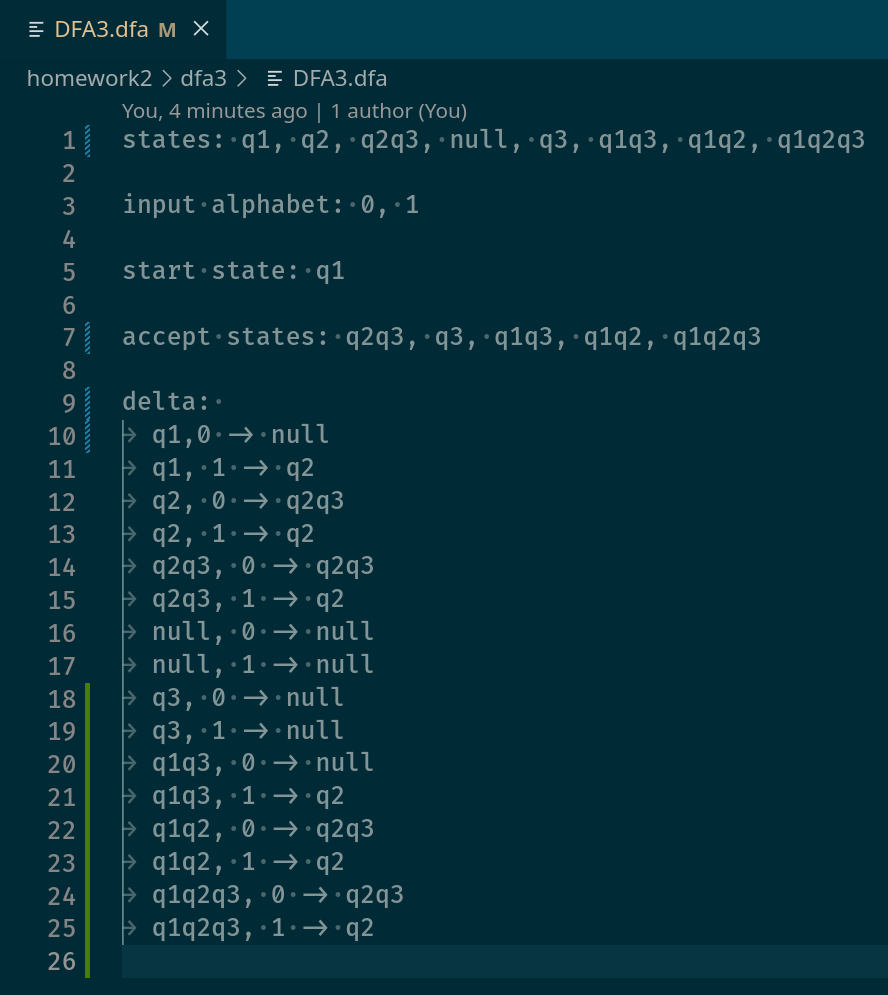 DFA3.dfa M
homework2 > dfa3 > DFA3.dfa
You, 4 minutes ago | 1 author (You)
1 states: q1, q2, q2q3, null, q3, q1q3, q1q2, q1q2q3
2
3 input alphabet: 0, 1
4
5 start state: q1
6
7 accept states: q2q3, q3, q1q3, q1q2, q1q2q3
8
9 delta:
10 q1,0 -> null
11 q1, 1 -> q2
12 q2, 0 -> q2q3
13 q2, 1 -> q2
14 q2q3, 0 -> q2q3
15 q2q3, 1 -> q2
16 null, 0 -> null
17 null, 1 -> null
18 q3, 0 -> null
19 q3, 1 -> null
20 q1q3, 0 -> null
21 q1q3, 1 -> q2
22 q1q2, 0 -> q2q3
23 q1q2, 1 -> q2
24 q1q2q3, 0 -> q2q3
25 q1q2q3, 1 -> q2
26